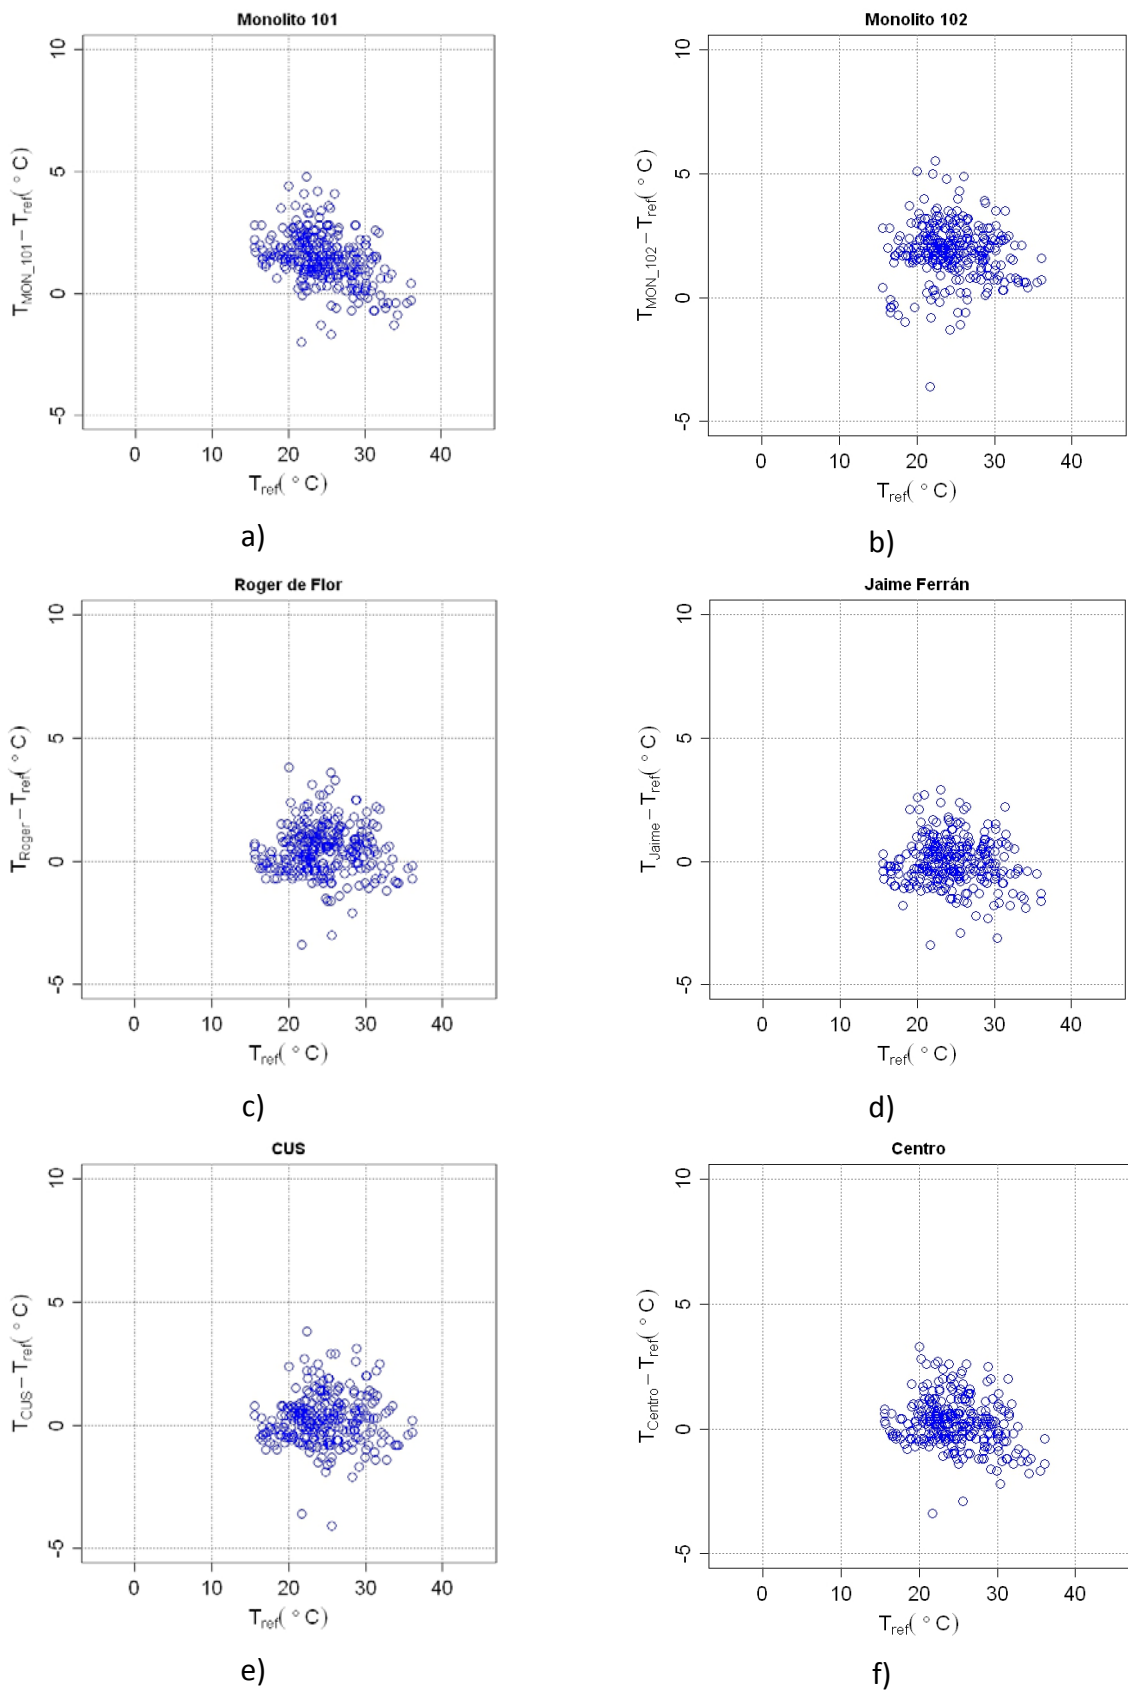 Monolito 101
10
5
0
-5
T_MON_101 − T_ref( ° C)
0 10 20 30 40
T_ref( ° C)
a)
Monolito 102
10
5
0
-5
T_MON_102 − T_ref( ° C)
0 10 20 30 40
T_ref( ° C)
b)
Roger de Flor
10
5
0
-5
T_Roger − T_ref( ° C)
0 10 20 30 40
T_ref( ° C)
c)
Jaime Ferrán
10
5
0
-5
T_Jaime − T_ref( ° C)
0 10 20 30 40
T_ref( ° C)
d)
CUS
10
5
0
-5
T_CUS − T_ref( ° C)
0 10 20 30 40
T_ref( ° C)
e)
Centro
10
5
0
-5
T_Centro − T_ref( ° C)
0 10 20 30 40
T_ref( ° C)
f)